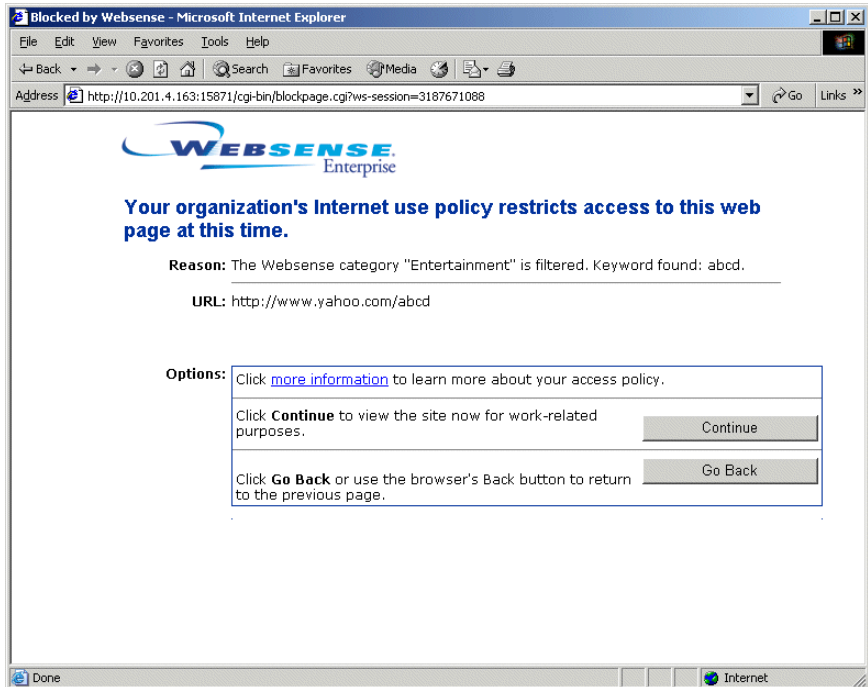 Blocked by Websense - Microsoft Internet Explorer
File Edit View Favorites Tools Help
Back Search Favorites Media
Address http://10.201.4.163:15871/cgi-bin/blockpage.cgi?ws-session=3187671088 Go Links »
WEBSENSE.
Enterprise
Your organization's Internet use policy restricts access to this web
page at this time.
Reason: The Websense category "Entertainment" is filtered. Keyword found: abcd.
URL: http://www.yahoo.com/abcd
Options: Click more information to learn more about your access policy.
Click Continue to view the site now for work-related
purposes.
Continue
Go Back
Click Go Back or use the browser's Back button to return
to the previous page.
Done Internet